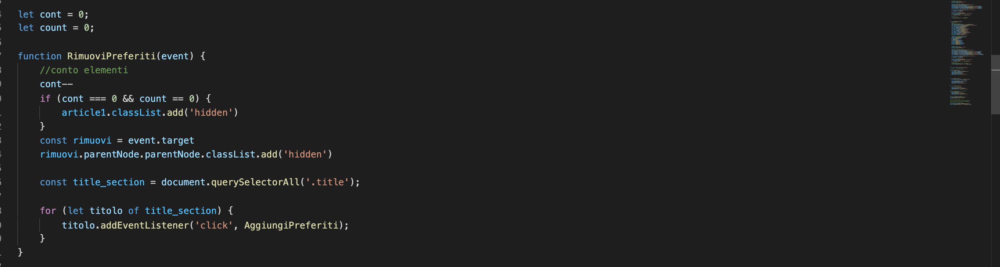 let cont = 0;
let count = 0;
function RimuoviPreferiti(event) {
//conto elementi
cont--
if (cont === 0 && count == 0) {
article1.classList.add('hidden')
}
const rimuovi = event.target
rimuovi.parentNode.parentNode.classList.add('hidden')
const title_section = document.querySelectorAll('.title');
for (let titolo of title_section) {
titolo.addEventListener('click', AggiungiPreferiti);
}
}